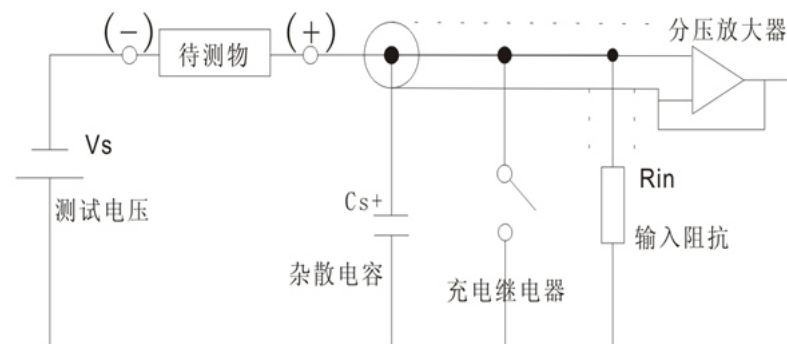 (-)
待测物
(+)
分压放大器
Vs
测试电压
Cs+
杂散电容
充电继电器
Rin
输入阻抗